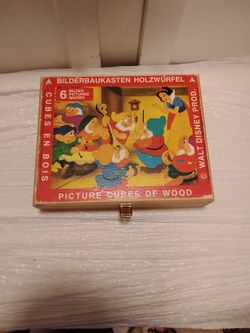 BILDERBAUKASTEN HOLZWÜRFEL
6 BILDER
PICTURES
IMAGES
CUBES EN BOIS
© WALT DISNEY PROD.
PICTURE CUBES OF WOOD